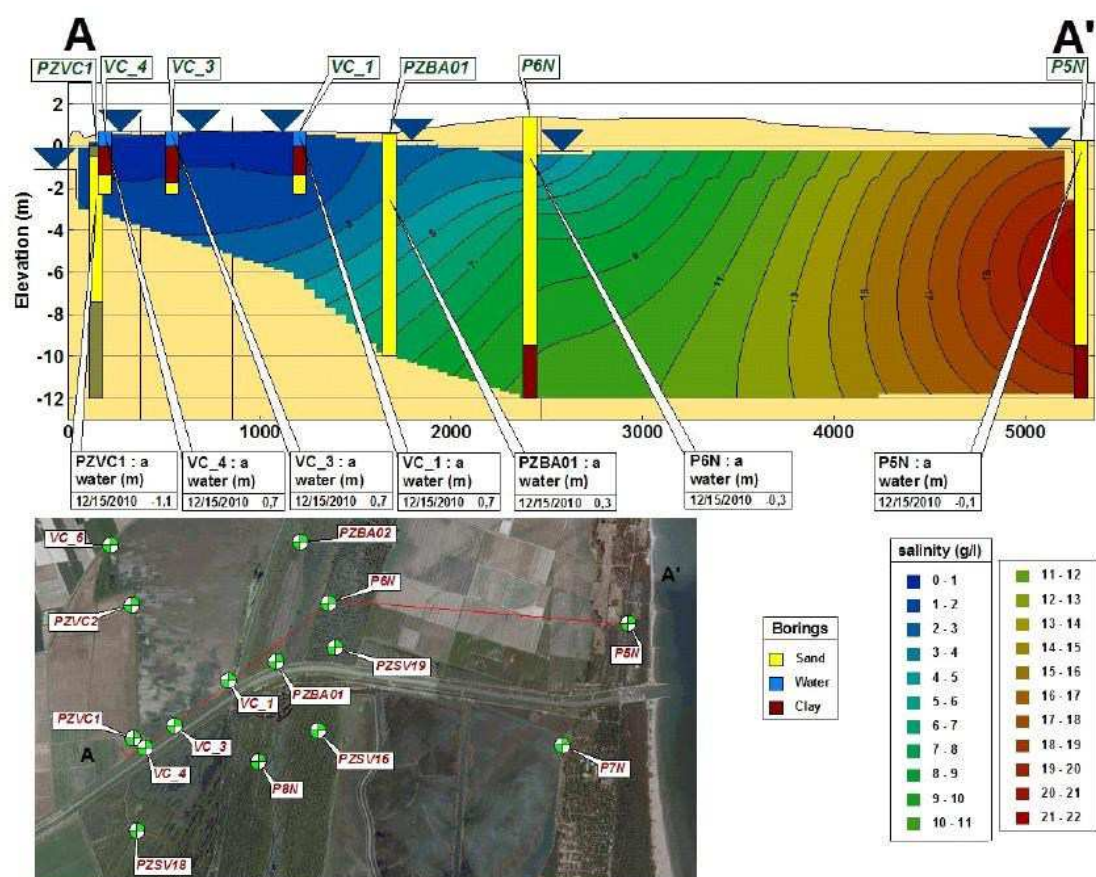 A
A'
PZVC1
VC_4
VC_3
VC_1
PZBA01
P6N
P5N
Elevation (m)
2
0
-2
-4
-6
-8
-10
-12
0
1000
2000
3000
4000
5000
11
13
PZVC1 : a
water (m)
12/15/2010 -1,1
VC_4 : a
water (m)
12/15/2010 0,7
VC_3 : a
water (m)
12/15/2010 0,7
VC_1 : a
water (m)
12/15/2010 0,7
PZBA01 : a
water (m)
12/15/2010 0,3
P6N : a
water (m)
12/15/2010 -0,3
P5N : a
water (m)
12/15/2010 -0,1
VC_5
PZBA02
P6N
A'
PZVC2
P5N
PZSV19
PZBA01
VC_1
PZVC1
A
VC_3
VC_4
PZSV16
P7N
P8N
PZSV18
Borings
Sand
Water
Clay
salinity (g/l)
0 - 1
1 - 2
2 - 3
3 - 4
4 - 5
5 - 6
6 - 7
7 - 8
8 - 9
9 - 10
10 - 11
11 - 12
12 - 13
13 - 14
14 - 15
15 - 16
16 - 17
17 - 18
18 - 19
19 - 20
20 - 21
21 - 22